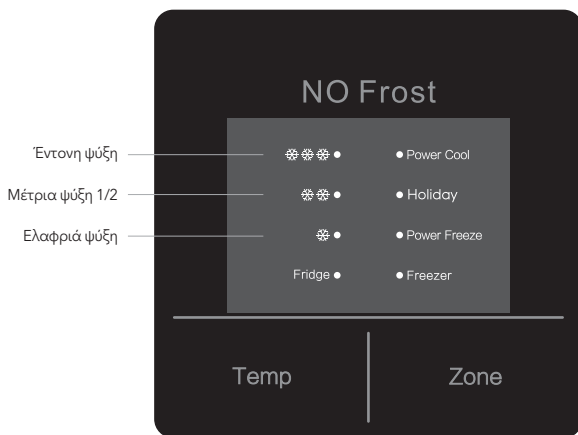 NO Frost
Έντονη ψύξη
Power Cool
Μέτρια ψύξη 1/2
Holiday
Ελαφριά ψύξη
Power Freeze
Fridge
Freezer
Temp
Zone